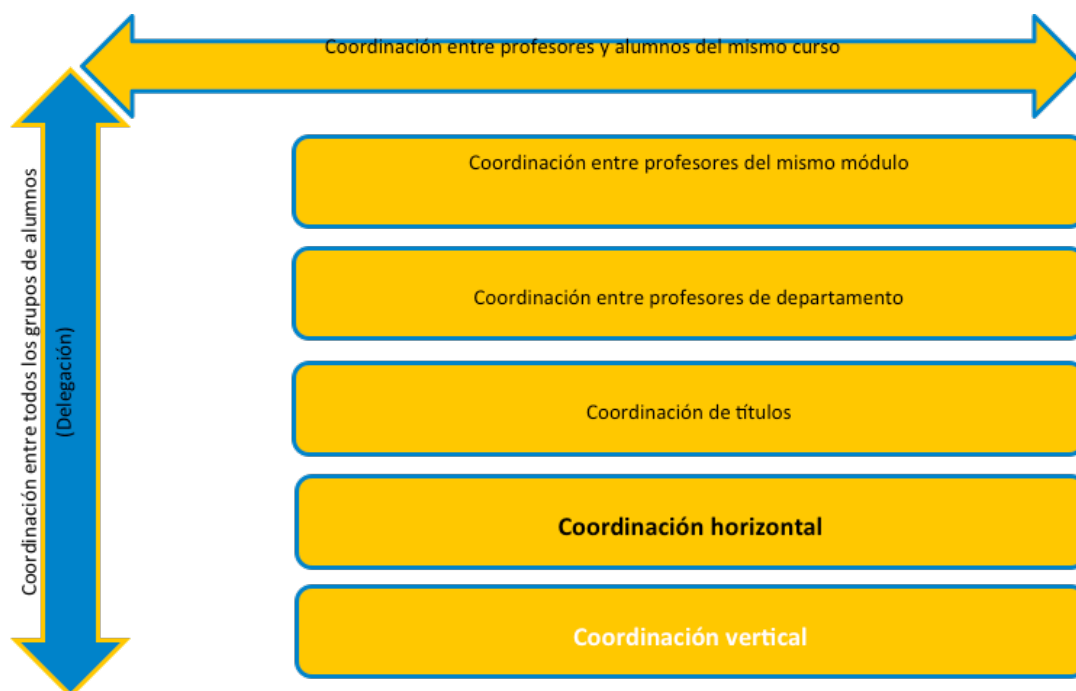 Coordinación entre profesores y alumnos del mismo curso
Coordinación entre todos los grupos de alumnos
(Delegación)
Coordinación entre profesores del mismo módulo
Coordinación entre profesores de departamento
Coordinación de títulos
Coordinación horizontal
Coordinación vertical